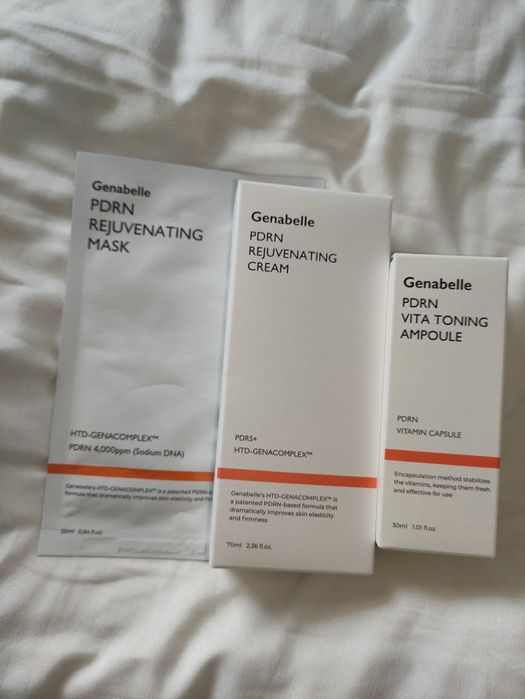 Genabelle
PDRN
REJUVENATING
MASK
HTD-GENACOMPLEX™
PDRN 4,000ppm (Sodium DNA)
Genabelle's HTD-GENACOMPLEX™ is a patented PDRN-
formula that dramatically improves skin elasticity and
25ml 0.84 fl.oz
Genabelle
PDRN
REJUVENATING
CREAM
PDRS+
HTD-GENACOMPLEX™
Genabelle's HTD-GENACOMPLEX™ is
a patented PDRN-based formula that
dramatically improves skin elasticity
and firmness
70ml 2.36 fl.oz.
Genabelle
PDRN
VITA TONING
AMPOULE
PDRN
VITAMIN CAPSULE
Encapsulation method stabilizes
the vitamins, keeping them fresh
and effective for use
30ml 1.01 fl.oz